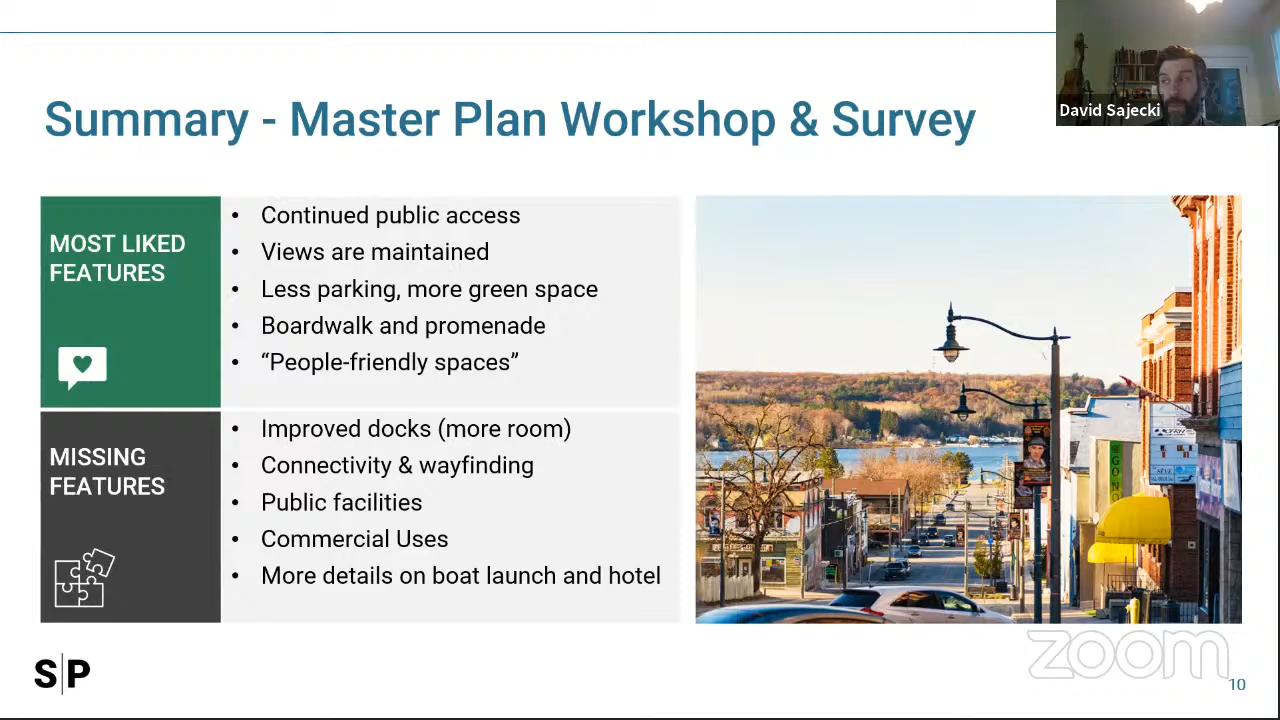 David Sajecki
Summary - Master Plan Workshop & Survey
MOST LIKED
FEATURES
• Continued public access
• Views are maintained
• Less parking, more green space
• Boardwalk and promenade
• “People-friendly spaces”
MISSING
FEATURES
• Improved docks (more room)
• Connectivity & wayfinding
• Public facilities
• Commercial Uses
• More details on boat launch and hotel
S|P
zoom
10